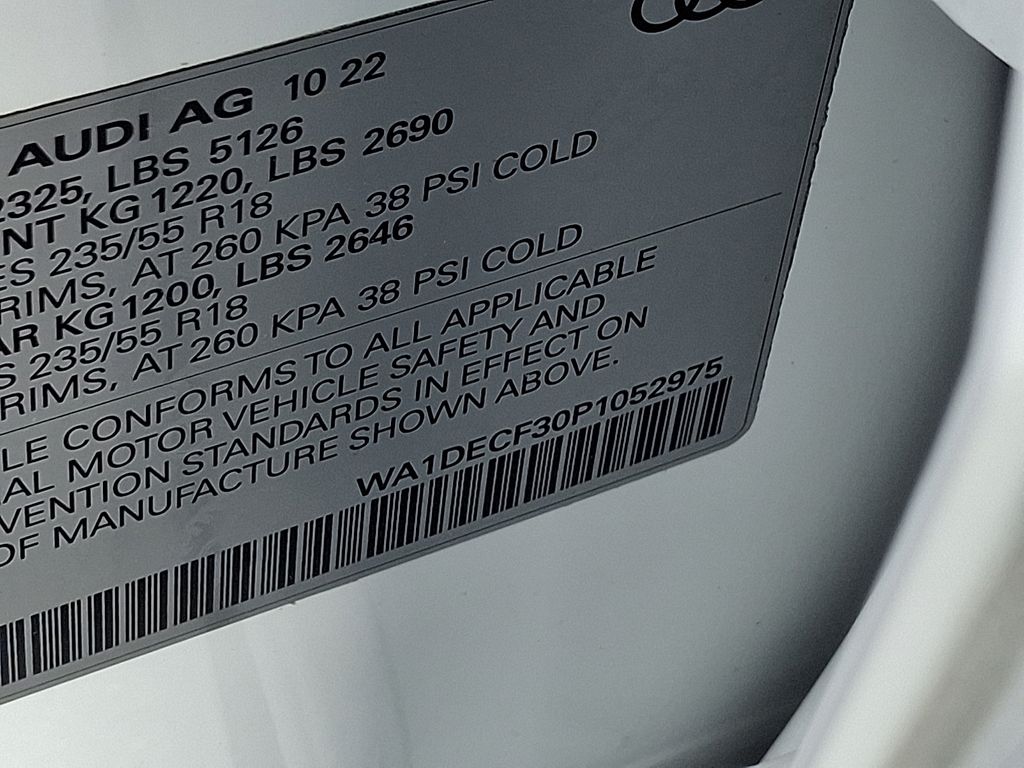 AUDI AG 10 22
2325, LBS 5126
NT KG 1220, LBS 2690
ES 235/55 R18
RIMS, AT 260 KPA 38 PSI COLD
AR KG 1200, LBS 2646
S 235/55 R18
RIMS, AT 260 KPA 38 PSI COLD
LE CONFORMS TO ALL APPLICABLE
AL MOTOR VEHICLE SAFETY AND
VENTION STANDARDS IN EFFECT ON
OF MANUFACTURE SHOWN ABOVE.
WA1DECF30P1052975